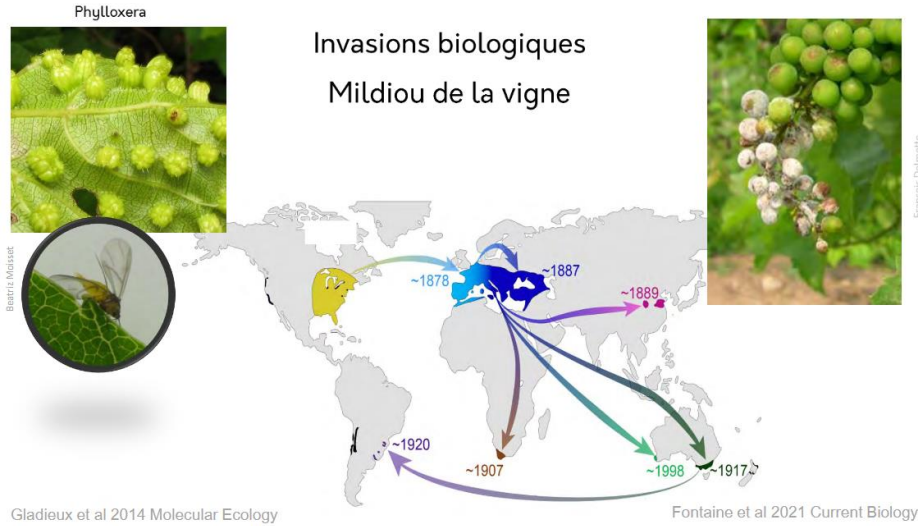 Phylloxera
Invasions biologiques
Mildiou de la vigne
Beatriz Moisset
~1878
~1887
~1889
~1920
~1907
~1998
~1917
Gladieux et al 2014 Molecular Ecology
Fontaine et al 2021 Current Biology